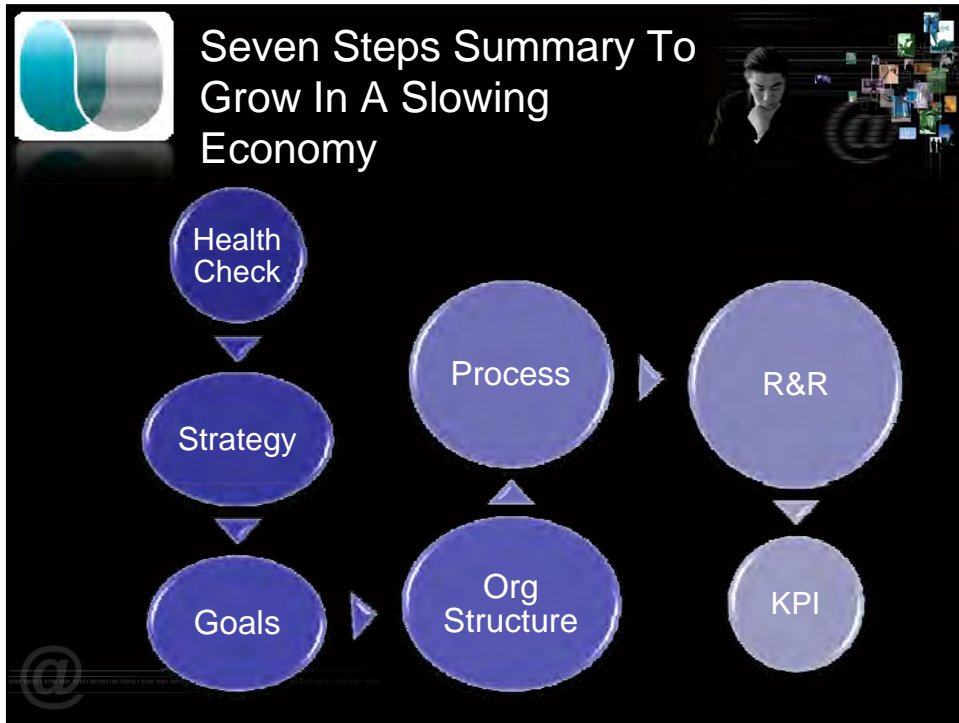 Seven Steps Summary To
Grow In A Slowing
Economy
Health
Check
Strategy
Goals
Org
Structure
Process
R&R
KPI
@
@